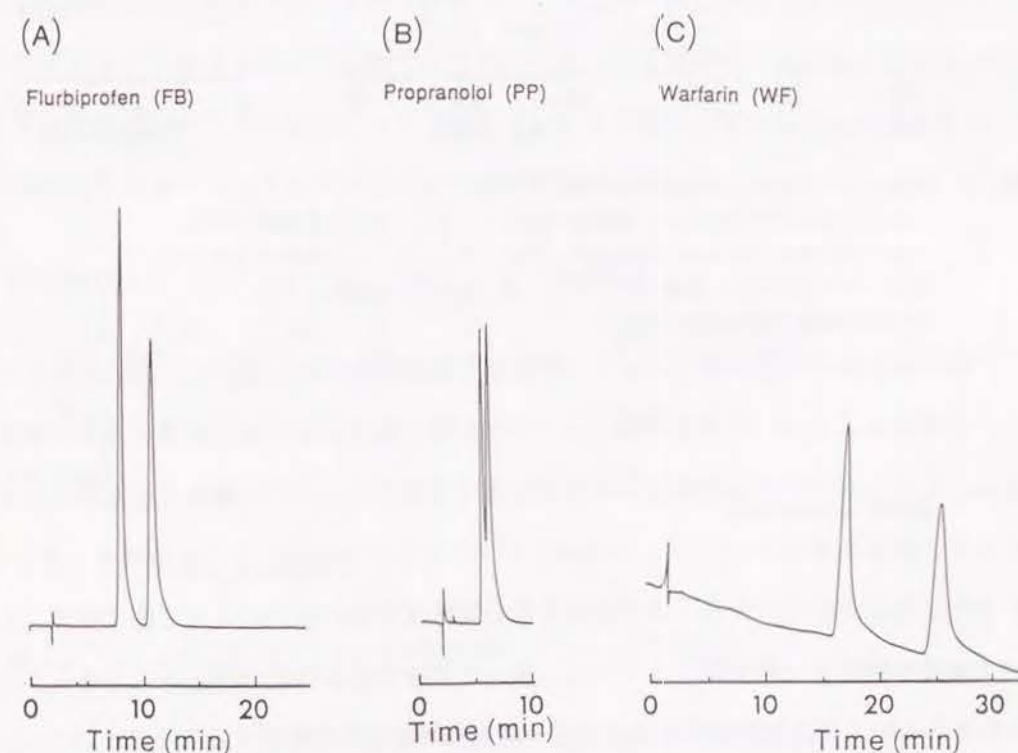 (A)
Flurbiprofen (FB)
0 10 20
Time (min)
(B)
Propranolol (PP)
0 10
Time (min)
(C)
Warfarin (WF)
0 10 20 30
Time (min)